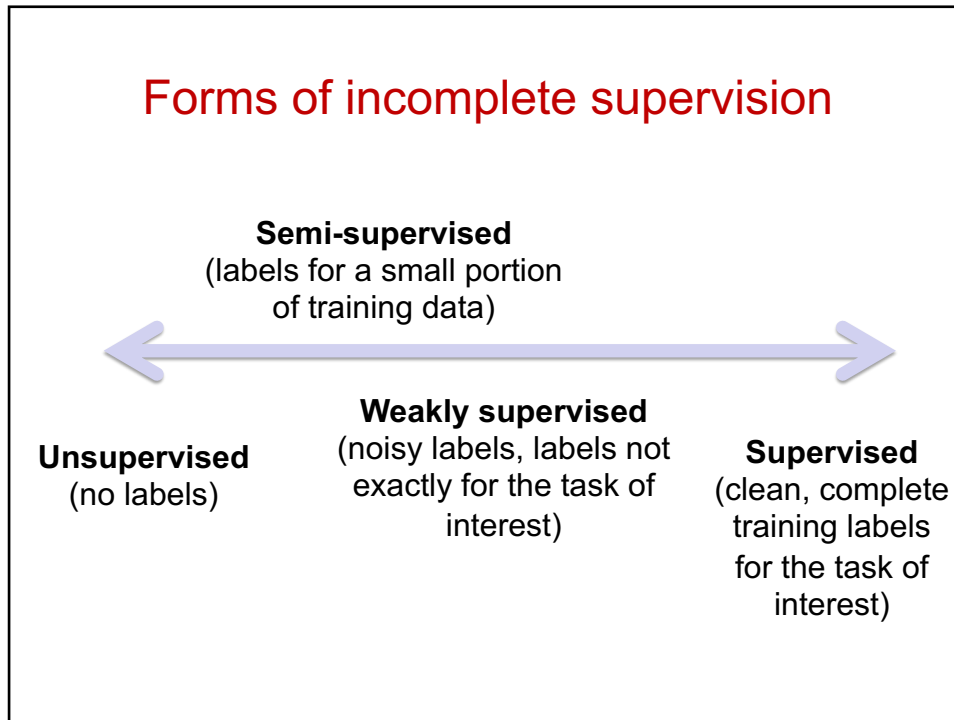 Forms of incomplete supervision
Semi-supervised
(labels for a small portion
of training data)
Unsupervised
(no labels)
Weakly supervised
(noisy labels, labels not
exactly for the task of
interest)
Supervised
(clean, complete
training labels
for the task of
interest)